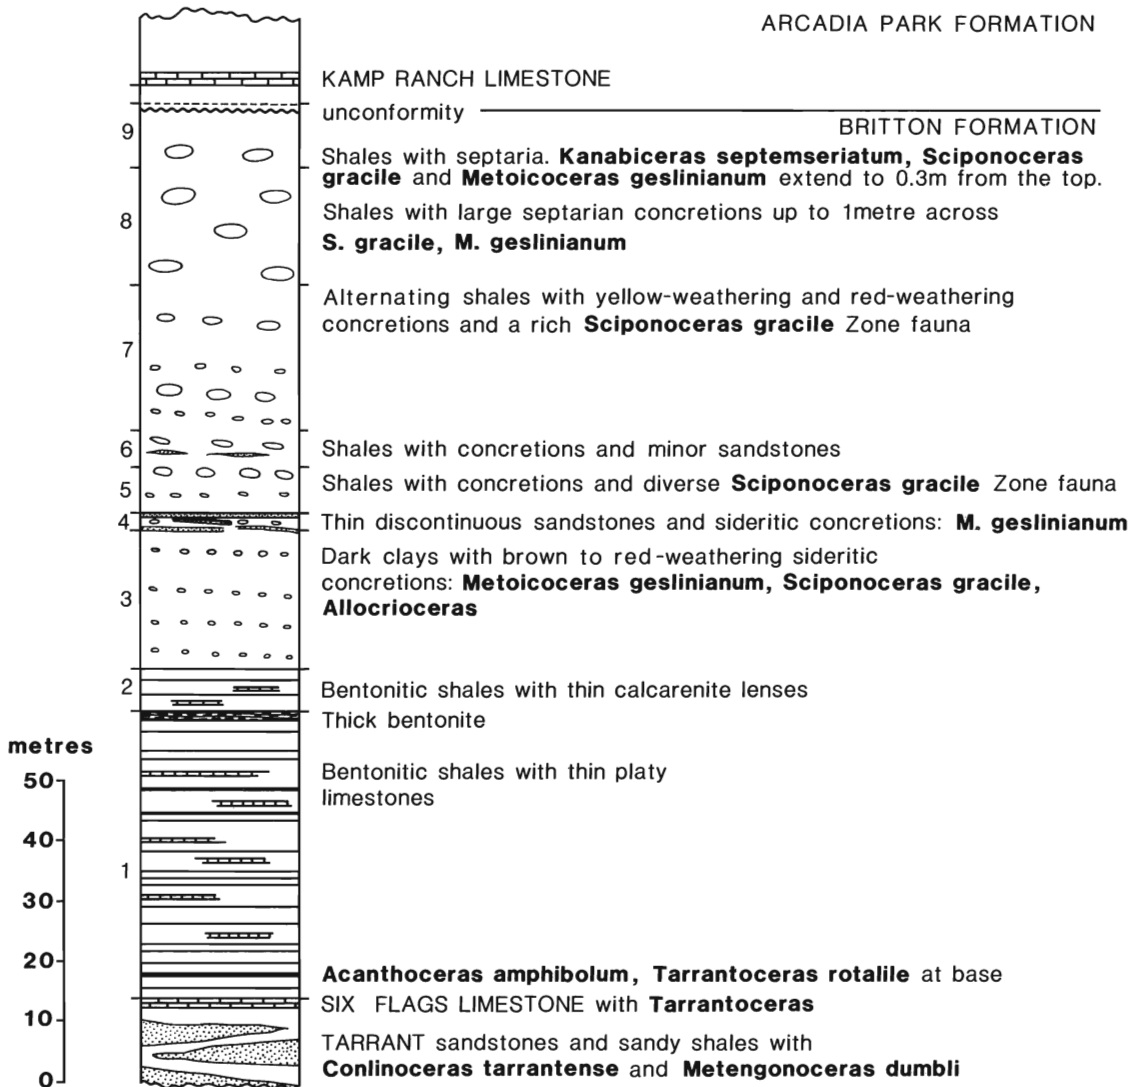 ARCADIA PARK FORMATION
KAMP RANCH LIMESTONE
unconformity
BRITTON FORMATION
9
Shales with septaria. Kanabiceras septemseriatum, Sciponoceras
gracile and Metoicoceras geslinianum extend to 0.3m from the top.
8
Shales with large septarian concretions up to 1metre across
S. gracile, M. geslinianum
Alternating shales with yellow-weathering and red-weathering
concretions and a rich Sciponoceras gracile Zone fauna
7
6
Shales with concretions and minor sandstones
5
Shales with concretions and diverse Sciponoceras gracile Zone fauna
4
Thin discontinuous sandstones and sideritic concretions: M. geslinianum
Dark clays with brown to red-weathering sideritic
concretions: Metoicoceras geslinianum, Sciponoceras gracile,
Allocrioceras
3
2
Bentonitic shales with thin calcarenite lenses
Thick bentonite
metres
Bentonitic shales with thin platy
limestones
50
40
1
30
20
Acanthoceras amphibolum, Tarrantoceras rotalile at base
SIX FLAGS LIMESTONE with Tarrantoceras
10
TARRANT sandstones and sandy shales with
Conlinoceras tarrantense and Metengonoceras dumbli
0